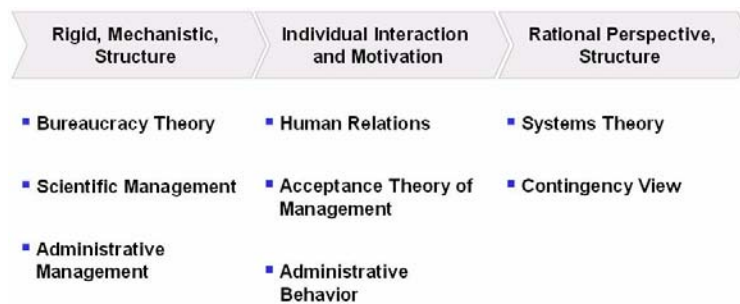 Rigid, Mechanistic,
Structure
Individual Interaction
and Motivation
Rational Perspective,
Structure
Bureaucracy Theory
Scientific Management
Administrative
Management
Human Relations
Acceptance Theory of
Management
Administrative
Behavior
Systems Theory
Contingency View